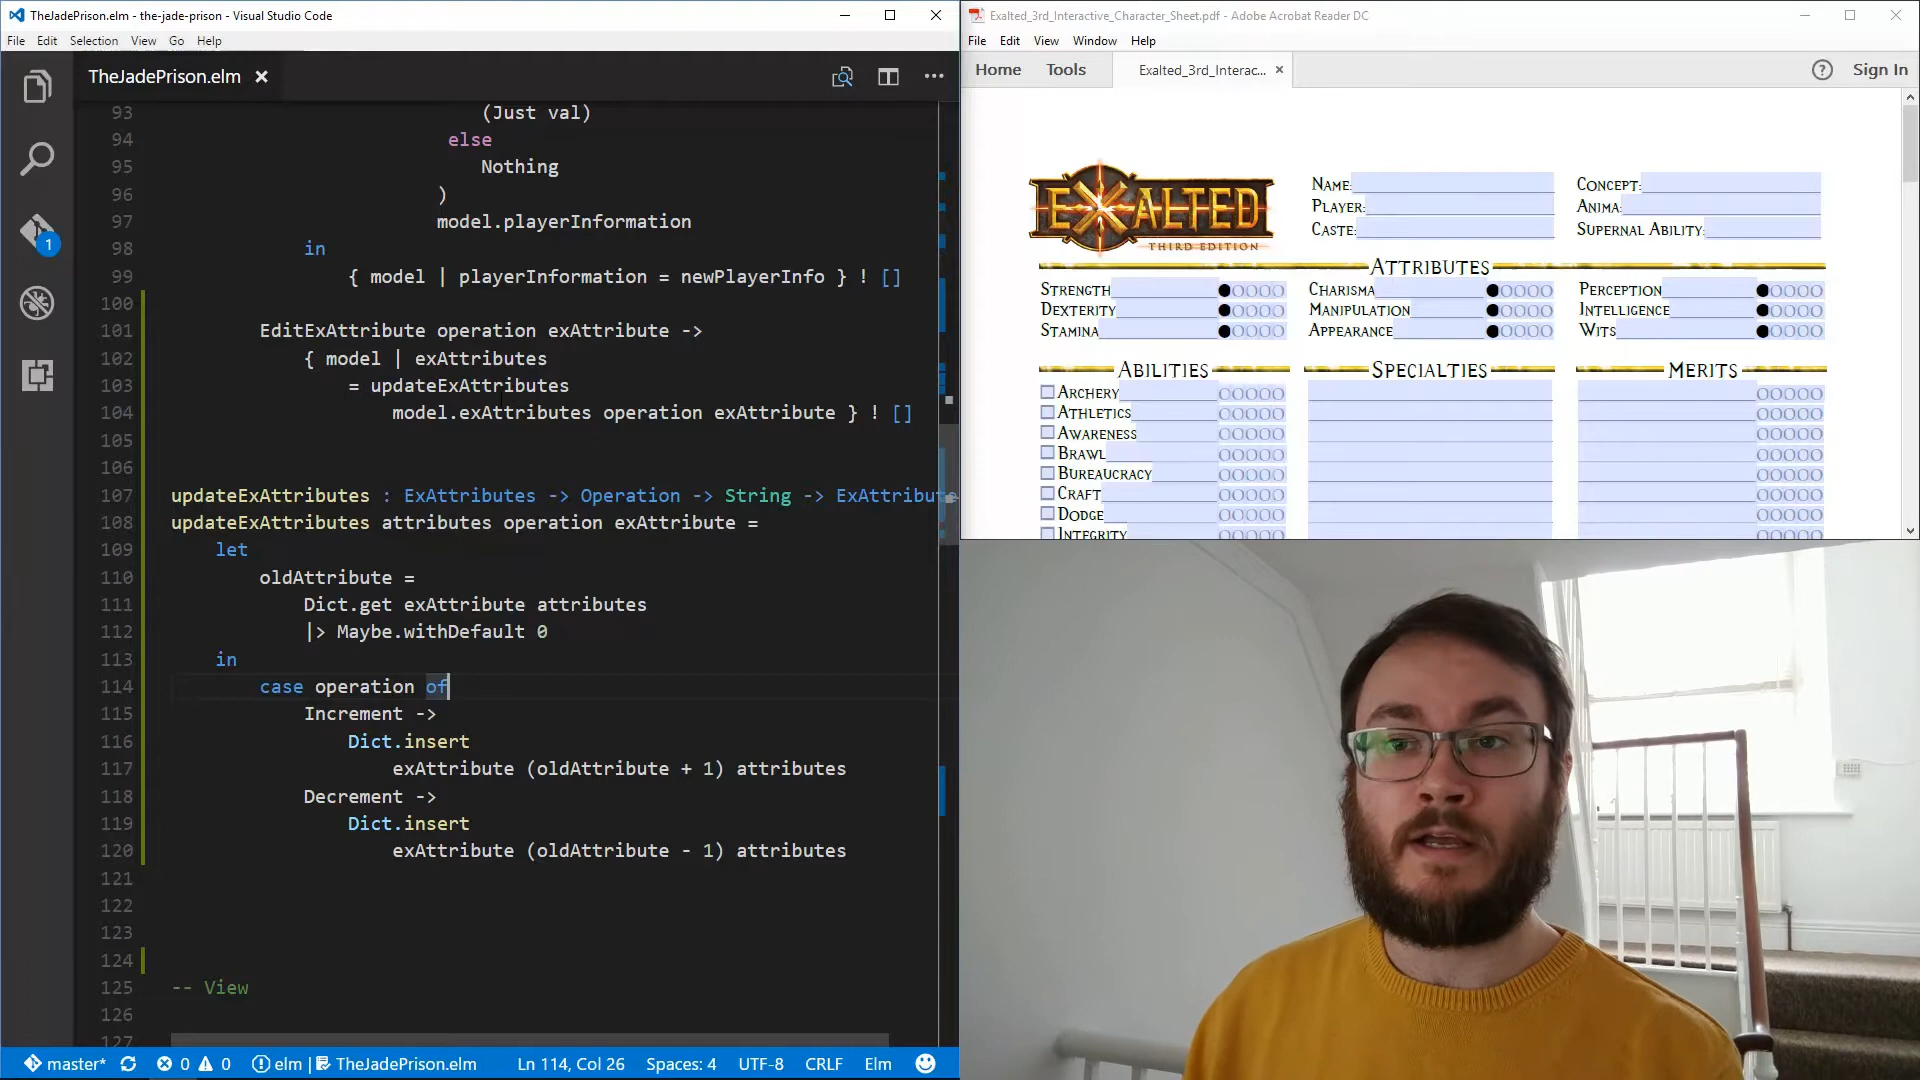 TheJadePrison.elm - the-jade-prison - Visual Studio Code
File Edit Selection View Go Help
TheJadePrison.elm
93 (Just val)
94 else
95 Nothing
96 )
97 model.playerInformation
98 in
99 { model | playerInformation = newPlayerInfo } ! []
100
101 EditExAttribute operation exAttribute ->
102 { model | exAttributes
103 = updateExAttributes
104 model.exAttributes operation exAttribute } ! []
105
106
107 updateExAttributes : ExAttributes -> Operation -> String -> ExAttribute
108 updateExAttributes attributes operation exAttribute =
109 let
110 oldAttribute =
111 Dict.get exAttribute attributes
112 |> Maybe.withDefault 0
113 in
114 case operation of
115 Increment ->
116 Dict.insert
117 exAttribute (oldAttribute + 1) attributes
118 Decrement ->
119 Dict.insert
120 exAttribute (oldAttribute - 1) attributes
121
122
123
124
125 -- View
126
127
1
master* 0 0 elm | TheJadePrison.elm Ln 114, Col 26 Spaces: 4 UTF-8 CRLF Elm
Exalted_3rd_Interactive_Character_Sheet.pdf - Adobe Acrobat Reader DC
File Edit View Window Help
Home Tools Exalted_3rd_Interac... × ? Sign In
EXALTED
THIRD EDITION
Name: Concept:
Player: Anima:
Caste: Supernal Ability:
Attributes
Strength Charisma Perception
Dexterity Manipulation Intelligence
Stamina Appearance Wits
Abilities Specialties Merits
Archery
Athletics
Awareness
Brawl
Bureaucracy
Craft
Dodge
Integrity